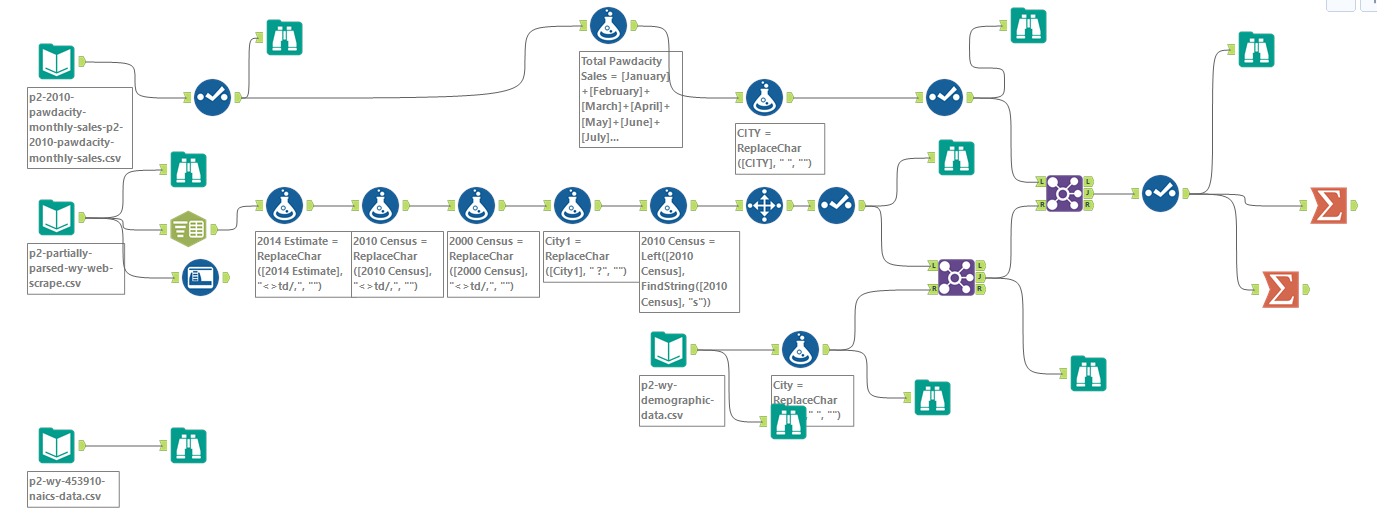 p2-2010-
pawdacity-
monthly-sales-p2-
2010-pawdacity-
monthly-sales.csv
Total Pawdacity
Sales = [January]
+[February]+
[March]+[April]+
[May]+[June]+
[July]...
CITY =
ReplaceChar
([CITY], " ", "")
p2-partially-
parsed-wy-web-
scrape.csv
2014 Estimate =
ReplaceChar
([2014 Estimate],
"<>td/,", "")
2010 Census =
ReplaceChar
([2010 Census],
"<>td/,", "")
2000 Census =
ReplaceChar
([2000 Census],
"<>td/,", "")
City1 =
ReplaceChar
([City1], " ?", "")
2010 Census =
Left([2010
Census],
FindString([2010
Census], "s"))
L
R
L
J
R
L
R
L
J
R
p2-wy-
demographic-
data.csv
City =
ReplaceChar
" ", "")
p2-wy-453910-
naics-data.csv